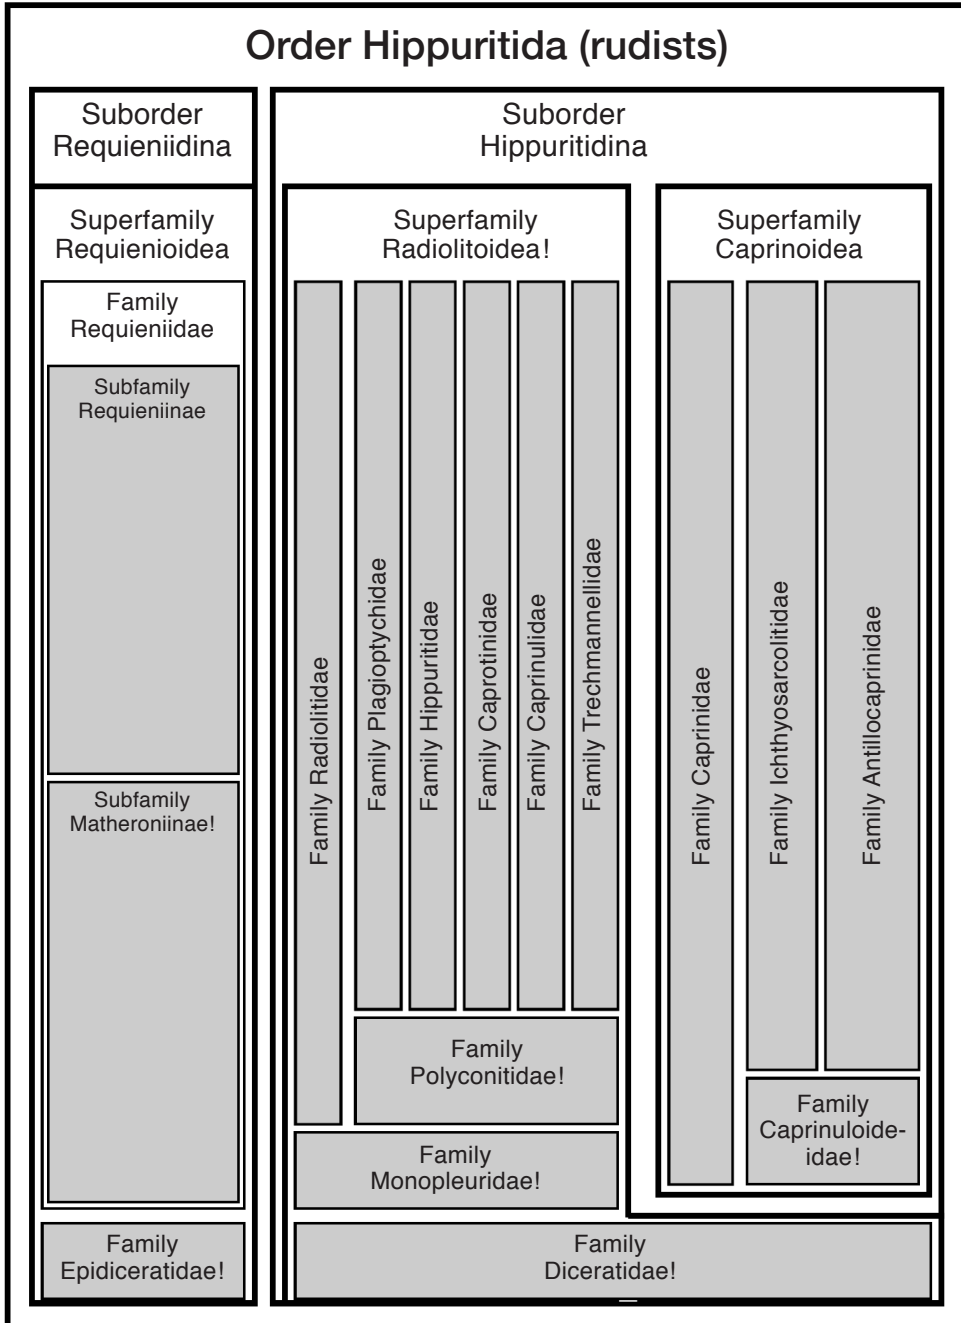 Order Hippuritida (rudists)
Suborder
Requieniidina
Superfamily
Requienioidea
Family
Requieniidae
Subfamily
Requieniinae
Subfamily
Matheroniinae!
Family
Epidiceratidae!
Suborder
Hippuritidina
Superfamily
Radiolitoidea!
Family Radiolitidae
Family Plagioptychidae
Family Hippuritidae
Family Caprotinidae
Family Caprinulidae
Family Trechmannellidae
Family
Polyconitidae!
Family
Monopleuridae!
Superfamily
Caprinoidea
Family Caprinidae
Family Ichthyosarcolitidae
Family Antillocaprinidae
Family
Caprinuloide-
idae!
Family
Diceratidae!